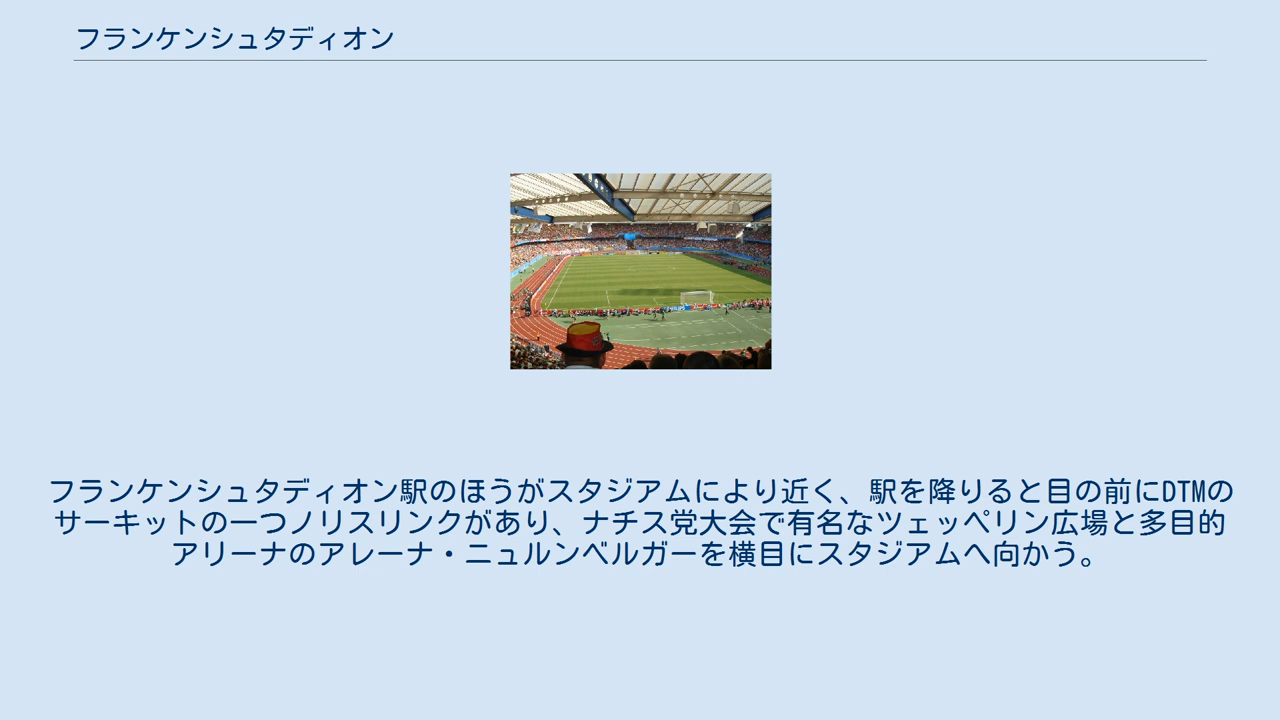 フランケンシュタディオン
フランケンシュタディオン駅のほうがスタジアムにより近く、駅を降りると目の前にDTMの
サーキットの一つノリスリンクがあり、ナチス党大会で有名なツェッペリン広場と多目的
アリーナのアレーナ・ニュルンベルガーを横目にスタジアムへ向かう。